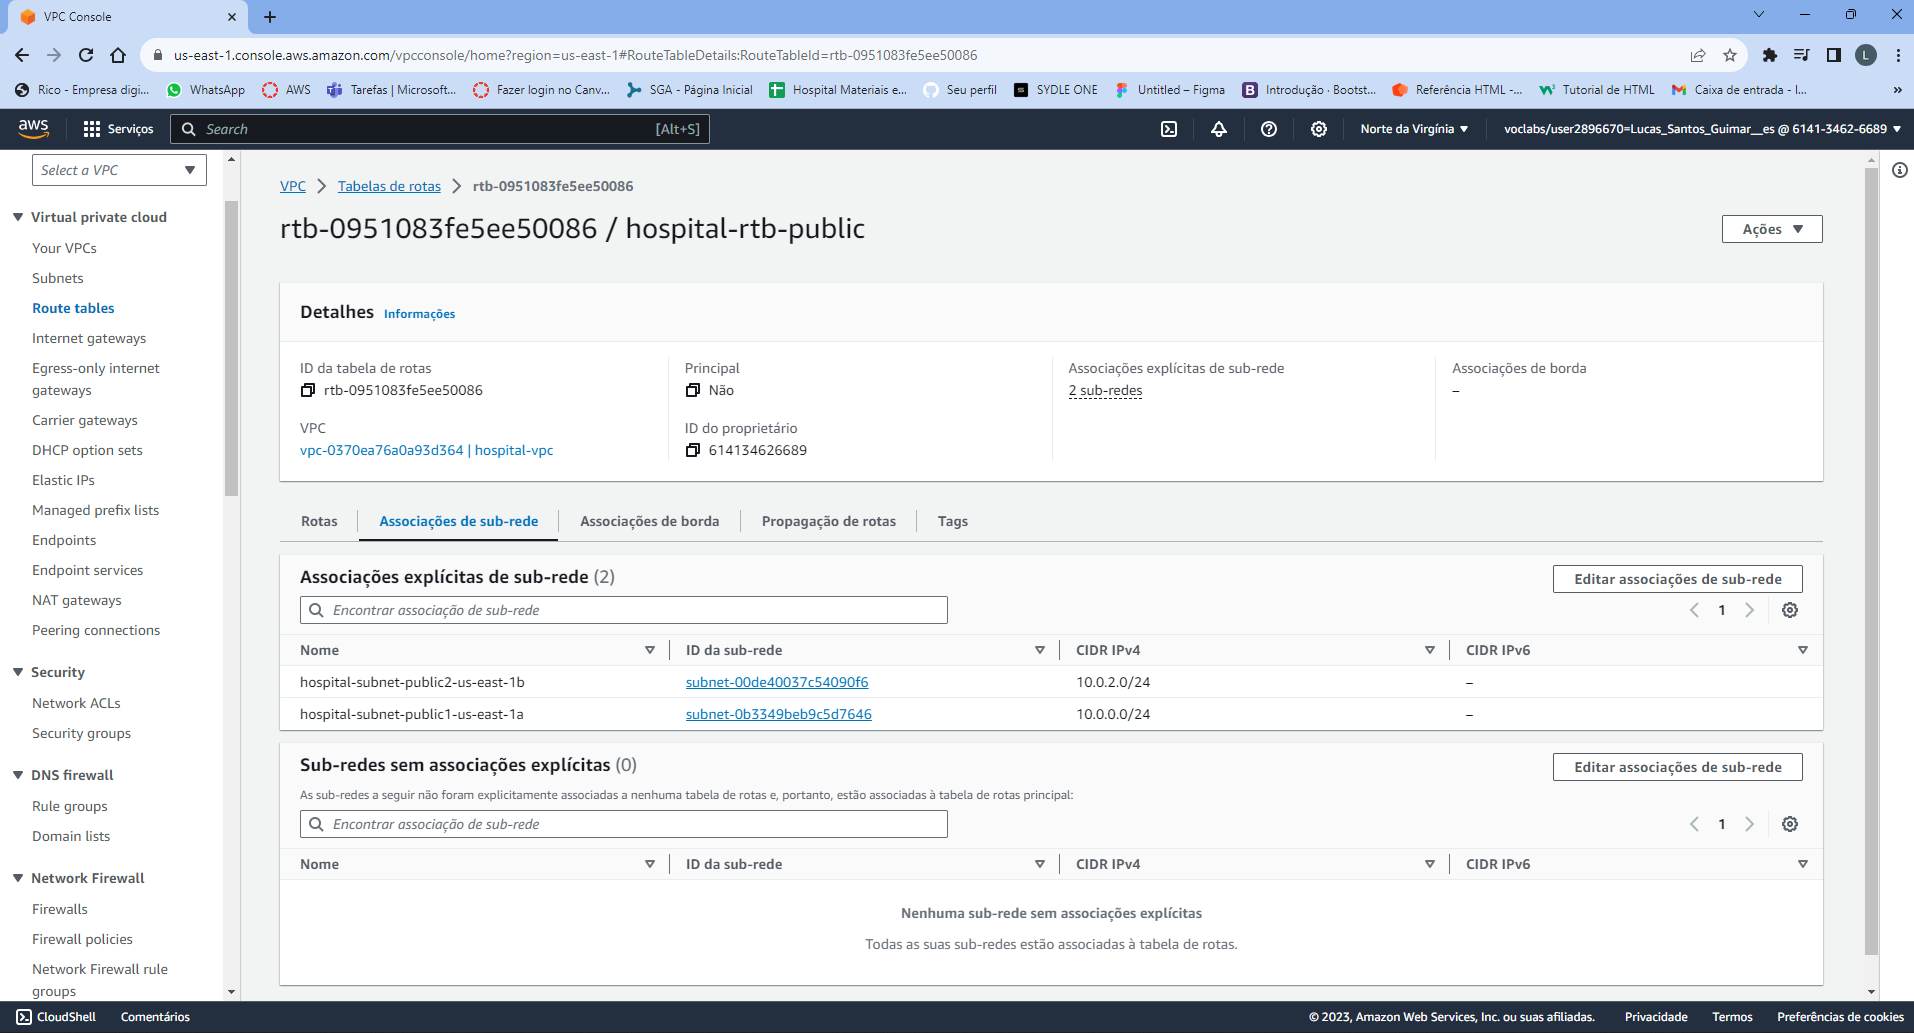 VPC Console
us-east-1.console.aws.amazon.com/vpcconsole/home?region=us-east-1#RouteTableDetails:RouteTableId=rtb-0951083fe5ee50086
L
Rico - Empresa digi...
WhatsApp
AWS
Tarefas | Microsoft...
Fazer login no Canv...
SGA - Página Inicial
Hospital Materiais e...
Seu perfil
SYDLE ONE
Untitled – Figma
Introdução · Bootst...
Referência HTML -...
Tutorial de HTML
Caixa de entrada - l...
aws
Serviços
Search
[Alt+S]
Norte da Virgínia
voclabs/user2896670=Lucas_Santos_Guimar__es @ 6141-3462-6689
Select a VPC
Virtual private cloud
Your VPCs
Subnets
Route tables
Internet gateways
Egress-only internet
gateways
Carrier gateways
DHCP option sets
Elastic IPs
Managed prefix lists
Endpoints
Endpoint services
NAT gateways
Peering connections
Security
Network ACLs
Security groups
DNS firewall
Rule groups
Domain lists
Network Firewall
Firewalls
Firewall policies
Network Firewall rule
groups
VPC
Tabelas de rotas
rtb-0951083fe5ee50086
rtb-0951083fe5ee50086 / hospital-rtb-public
Ações
Detalhes Informações
ID da tabela de rotas
rtb-0951083fe5ee50086
Principal
Não
Associações explícitas de sub-rede
2 sub-redes
Associações de borda
–
VPC
vpc-0370ea76a0a93d364 | hospital-vpc
ID do proprietário
614134626689
Rotas
Associações de sub-rede
Associações de borda
Propagação de rotas
Tags
Associações explícitas de sub-rede (2)
Editar associações de sub-rede
Encontrar associação de sub-rede
1
Nome ID da sub-rede CIDR IPv4 CIDR IPv6
hospital-subnet-public2-us-east-1b subnet-00de40037c54090f6 10.0.2.0/24 –
hospital-subnet-public1-us-east-1a subnet-0b3349beb9c5d7646 10.0.0.0/24 –
Sub-redes sem associações explícitas (0)
Editar associações de sub-rede
As sub-redes a seguir não foram explicitamente associadas a nenhuma tabela de rotas e, portanto, estão associadas à tabela de rotas principal:
Encontrar associação de sub-rede
1
Nome ID da sub-rede CIDR IPv4 CIDR IPv6
Nenhuma sub-rede sem associações explícitas
Todas as suas sub-redes estão associadas à tabela de rotas.
CloudShell
Comentários
© 2023, Amazon Web Services, Inc. ou suas afiliadas.
Privacidade
Termos
Preferências de cookies